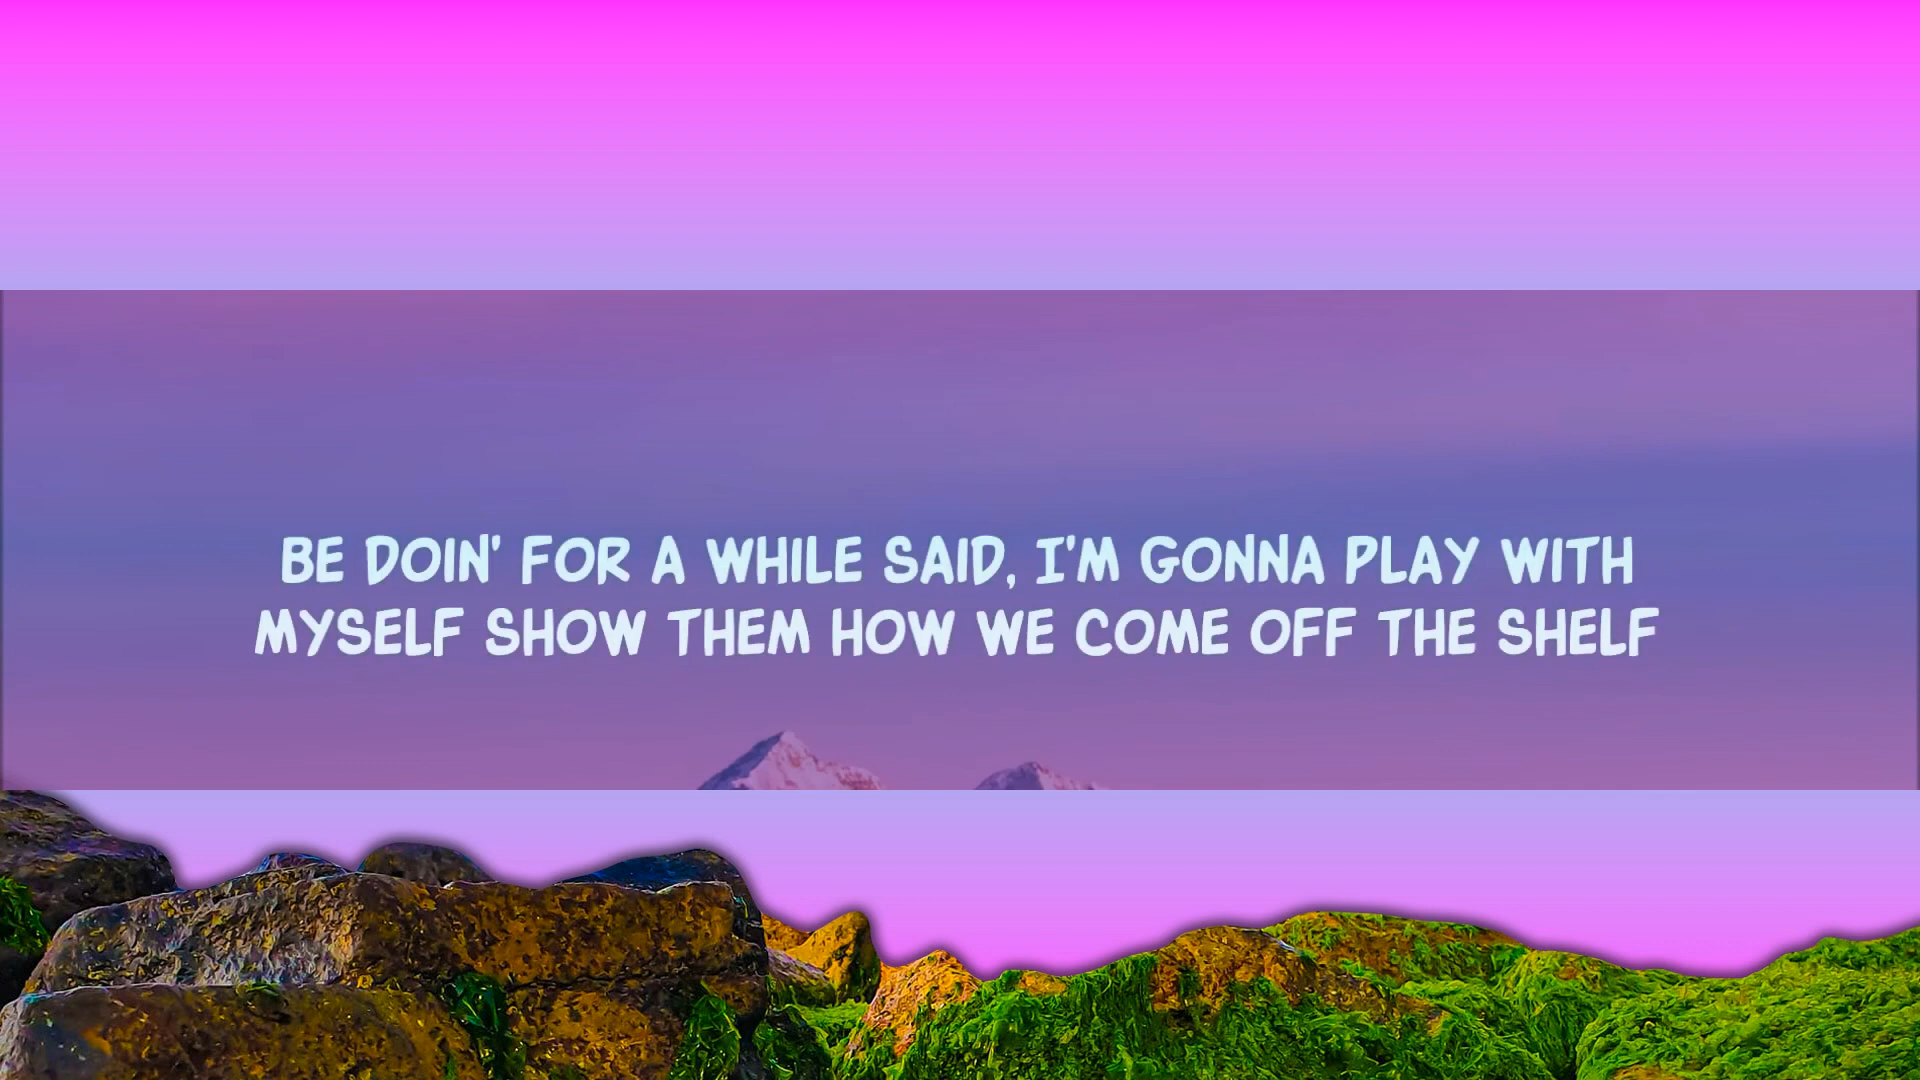 BE DOIN' FOR A WHILE SAID, I'M GONNA PLAY WITH
MYSELF SHOW THEM HOW WE COME OFF THE SHELF